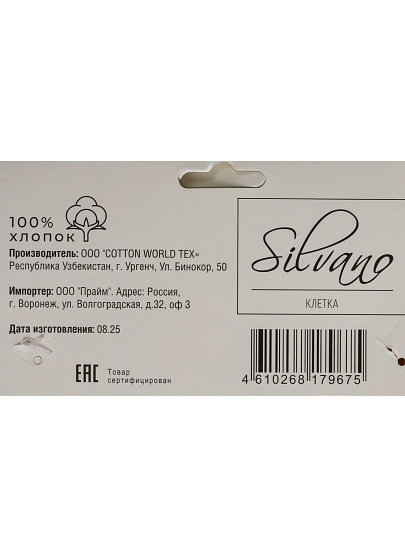 100%
ХЛОПОК
Производитель: ООО "COTTON WORLD TEX»
Республика Узбекистан, г. Ургенч, Ул. Бинокор, 50
Импортер: ООО "Прайм". Адрес: Россия,
г. Воронеж, ул. Волгоградская, д.32, оф 3
Дата изготовления: 08.25
EAC
Товар
сертифицирован
Silvano
КЛЕТКА
4 610268 179675